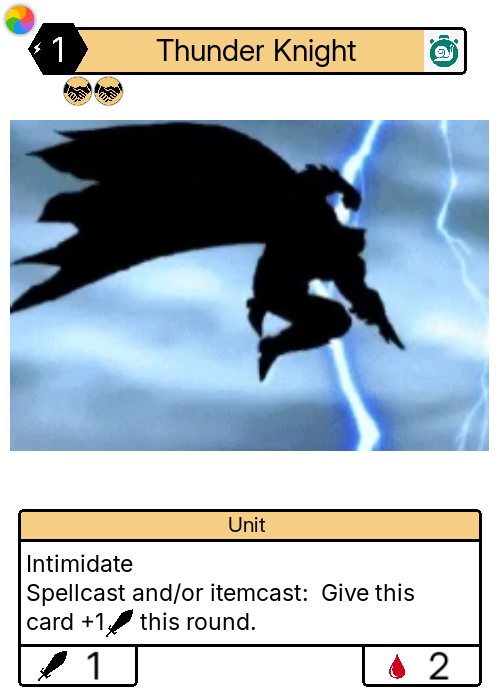 1
Thunder Knight
Unit
Intimidate
Spellcast and/or itemcast:  Give this
card +1 this round.
1
2